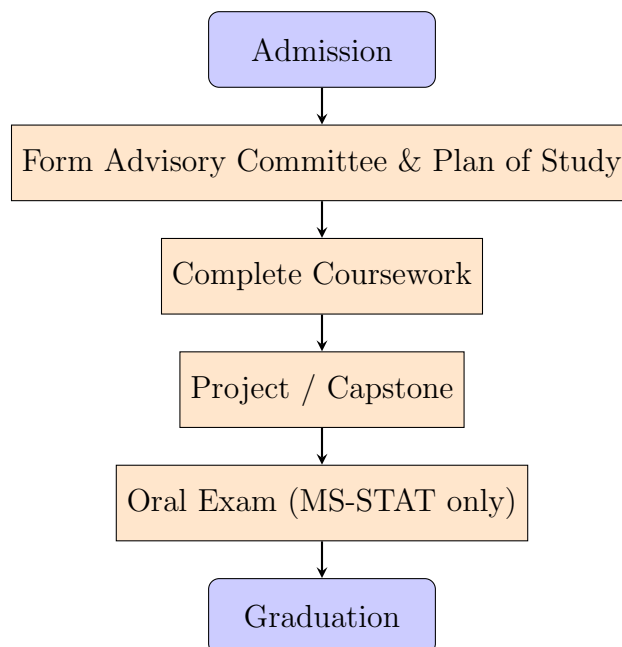 Admission
Form Advisory Committee & Plan of Study
Complete Coursework
Project / Capstone
Oral Exam (MS-STAT only)
Graduation